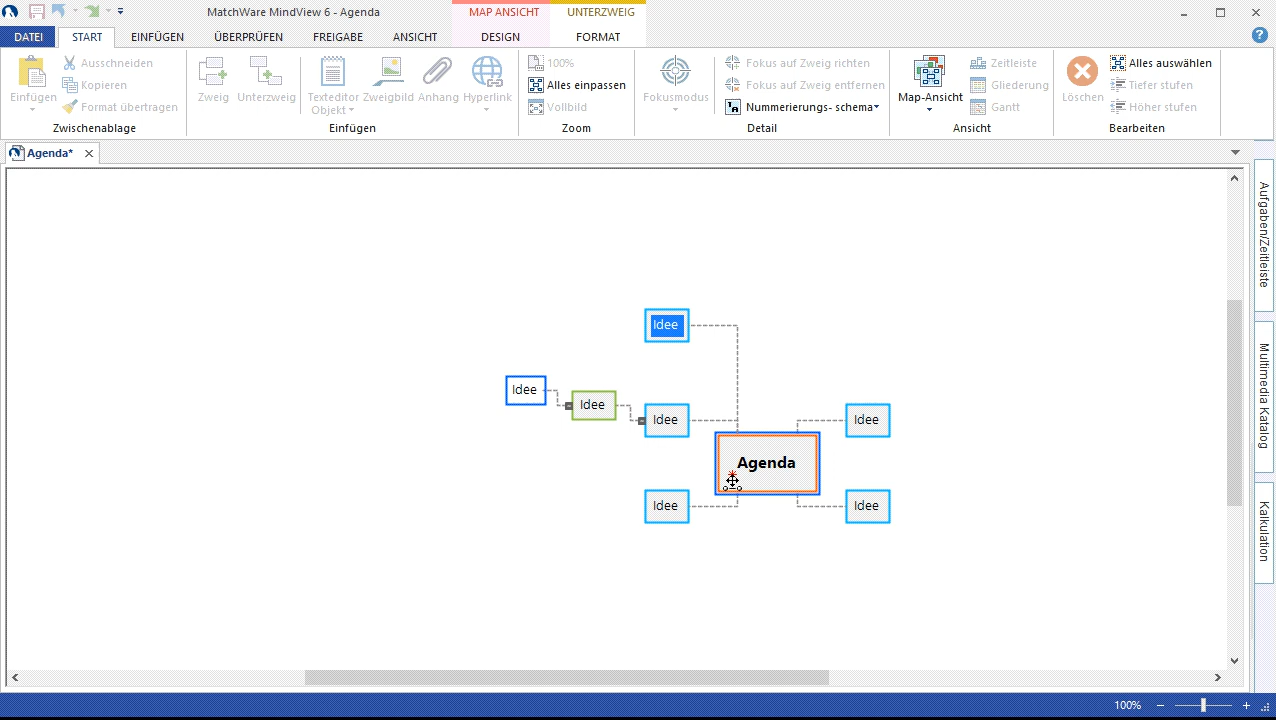 MatchWare MindView 6 - Agenda
MAP ANSICHT
UNTERZWEIG
DATEI
START
EINFÜGEN
ÜBERPRÜFEN
FREIGABE
ANSICHT
DESIGN
FORMAT
Einfügen
Ausschneiden
Kopieren
Format übertragen
Zwischenablage
Zweig
Unterzweig
Texteditor
Objekt
Zweigbild
Anhang
Hyperlink
Einfügen
100%
Alles einpassen
Vollbild
Zoom
Fokusmodus
Fokus auf Zweig richten
Fokus auf Zweig entfernen
Nummerierungs- schema
Detail
Map-Ansicht
Zeitleiste
Gliederung
Gantt
Ansicht
Löschen
Alles auswählen
Tiefer stufen
Höher stufen
Bearbeiten
Agenda*
Idee
Idee
Idee
Idee
Idee
Agenda
Idee
Idee
Aufgaben/Zeitleiste
Multimediakatalog
Kalkulation
100%